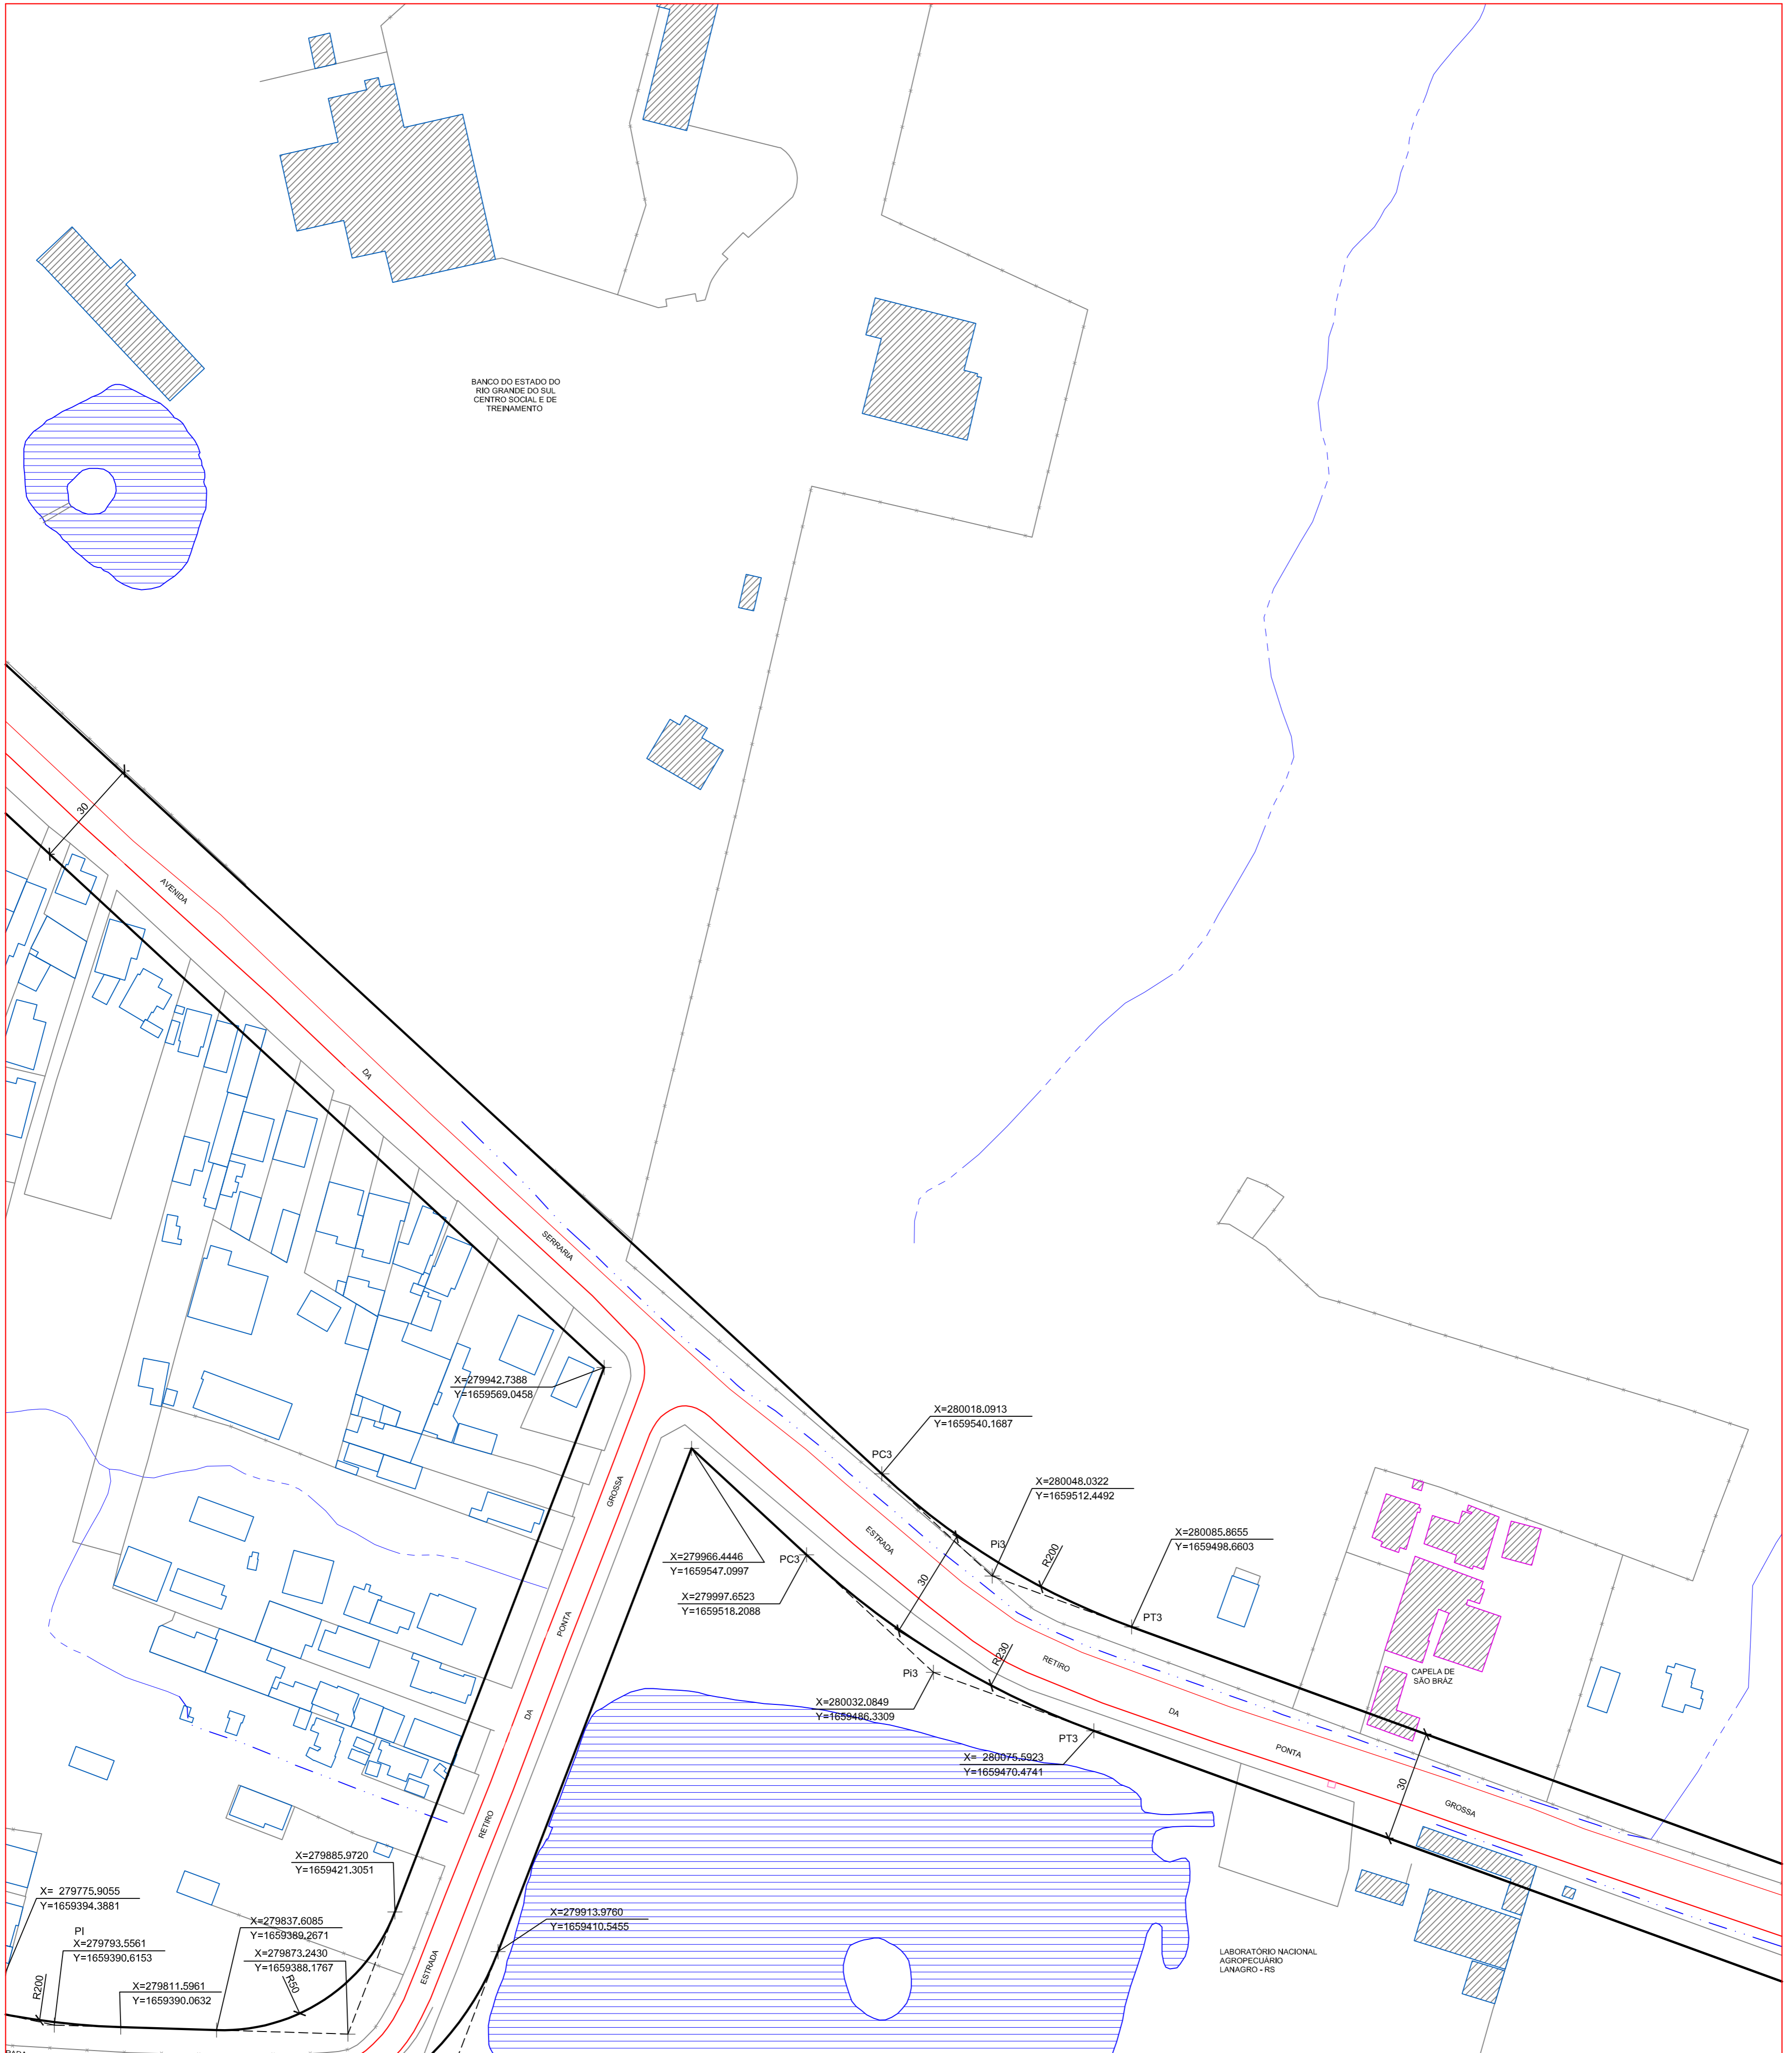 BANCO DO ESTADO DO
RIO GRANDE DO SUL
CENTRO SOCIAL E DE
TREINAMENTO
30
AVENIDA
DA
SERRARIA
X=279942.7388
Y=1659569.0458
GROSSA
PONTA
DA
RETIRO
ESTRADA
X=280018.0913
Y=1659540.1687
PC3
X=280048.0322
Y=1659512.4492
Pi3
R200
X=280085.8655
Y=1659498.6603
PT3
ESTRADA
30
X=279966.4446
Y=1659547.0997
PC3
X=279997.6523
Y=1659518.2088
R230
RETIRO
Pi3
X=280032.0849
Y=1659486.3309
PT3
X= 280075.5923
Y=1659470.4741
DA
PONTA
GROSSA
30
CAPELA DE
SÃO BRÁZ
X=279885.9720
Y=1659421.3051
X= 279775.9055
Y=1659394.3881
PI
X=279793.5561
Y=1659390.6153
X=279837.6085
Y=1659389.2671
X=279873.2430
Y=1659388.1767
X=279811.5961
Y=1659390.0632
R200
R50
X=279913.9760
Y=1659410.5455
LABORATÓRIO NACIONAL
AGROPECUÁRIO
LANAGRO - RS